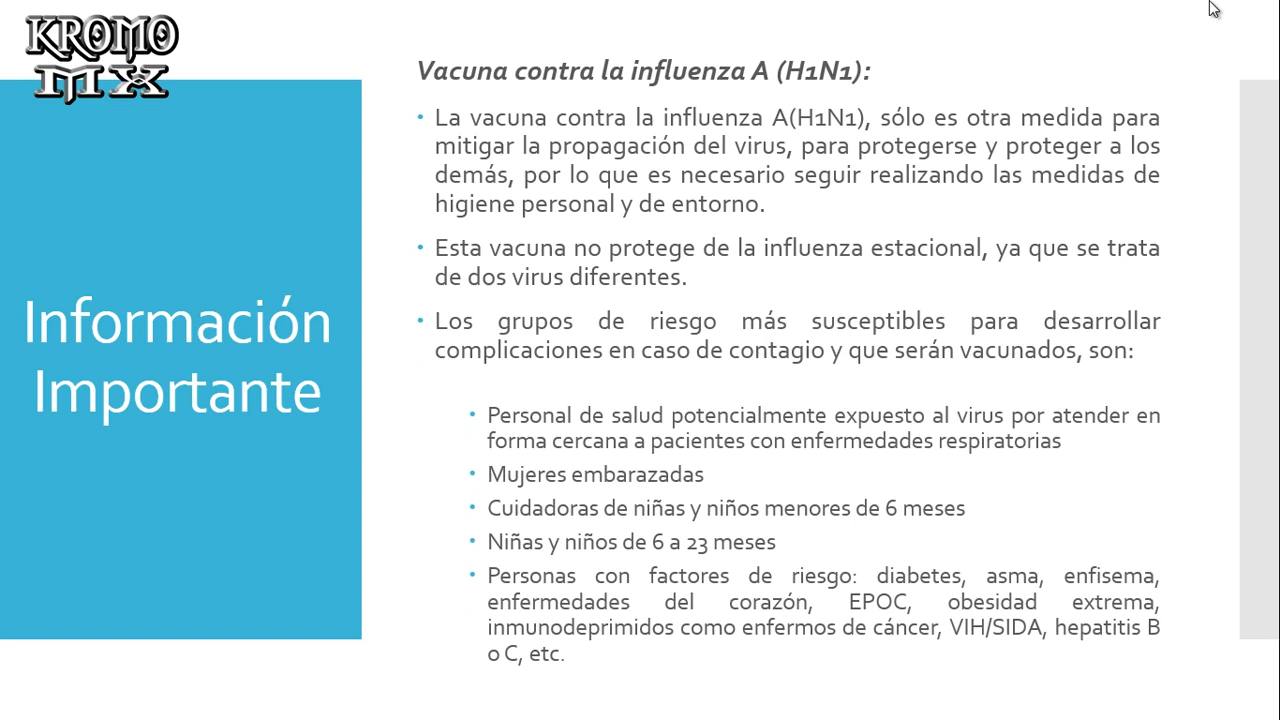 KROMO
MX
Información
Importante
Vacuna contra la influenza A (H1N1):
• La vacuna contra la influenza A(H1N1), sólo es otra medida para
mitigar la propagación del virus, para protegerse y proteger a los
demás, por lo que es necesario seguir realizando las medidas de
higiene personal y de entorno.
• Esta vacuna no protege de la influenza estacional, ya que se trata
de dos virus diferentes.
• Los grupos de riesgo más susceptibles para desarrollar
complicaciones en caso de contagio y que serán vacunados, son:
• Personal de salud potencialmente expuesto al virus por atender en
forma cercana a pacientes con enfermedades respiratorias
• Mujeres embarazadas
• Cuidadoras de niñas y niños menores de 6 meses
• Niñas y niños de 6 a 23 meses
• Personas con factores de riesgo: diabetes, asma, enfisema,
enfermedades del corazón, EPOC, obesidad extrema,
inmunodeprimidos como enfermos de cáncer, VIH/SIDA, hepatitis B
o C, etc.